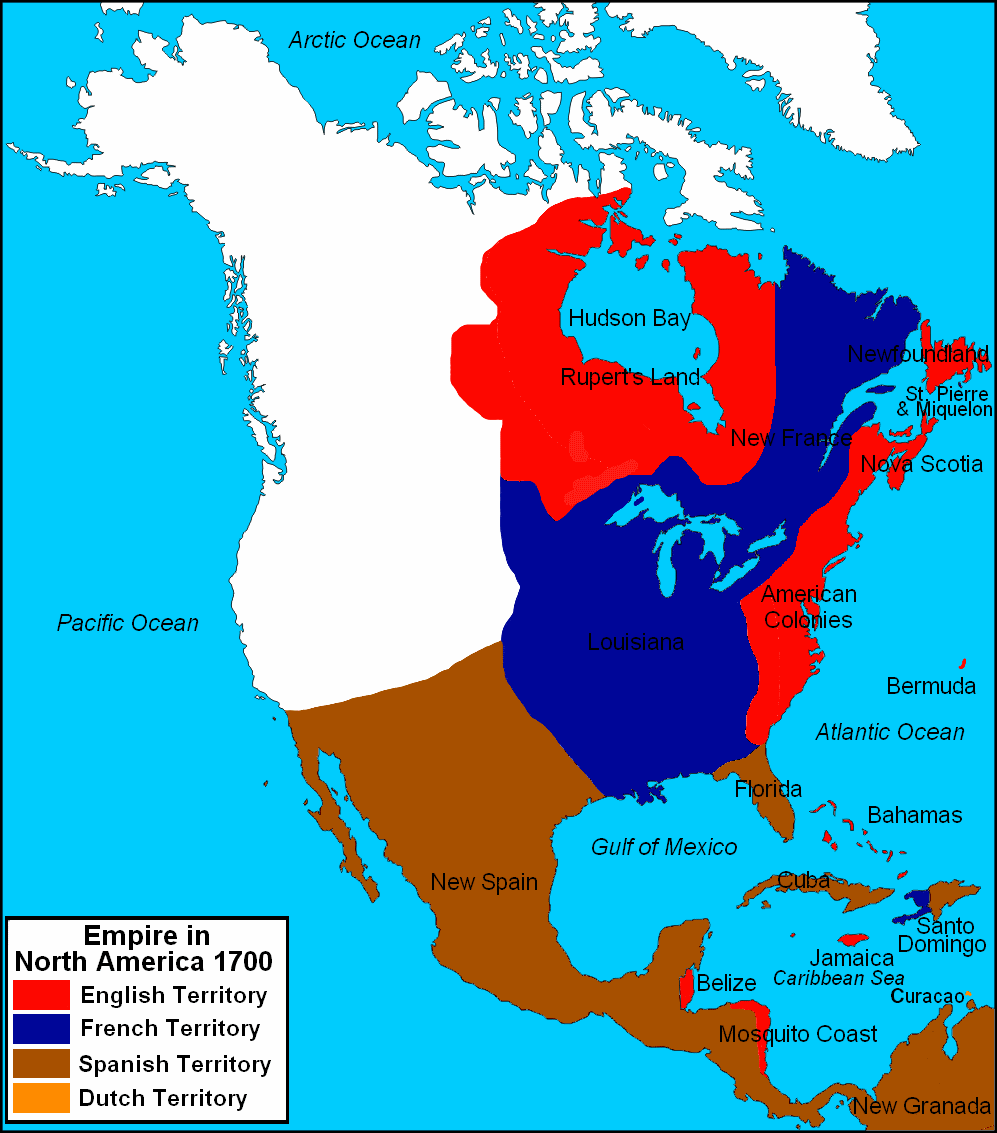 Arctic Ocean
Hudson Bay
Newfoundland
Rupert's Land
St. Pierre
& Miquelon
New France
Nova Scotia
American
Colonies
Pacific Ocean
Louisiana
Bermuda
Atlantic Ocean
Florida
Bahamas
Gulf of Mexico
New Spain
Cuba
Santo
Domingo
Jamaica
Caribbean Sea
Belize
Curacao
Mosquito Coast
New Granada
Empire in
North America 1700
English Territory
French Territory
Spanish Territory
Dutch Territory